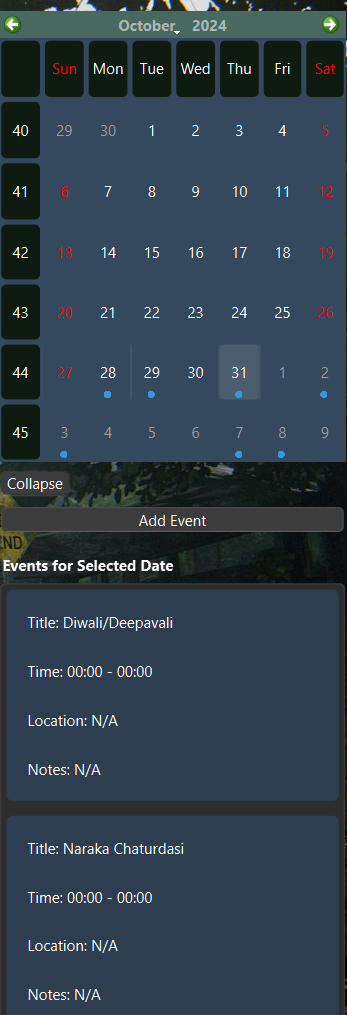 October 2024
Sun Mon Tue Wed Thu Fri Sat
40 29 30 1 2 3 4 5
41 6 7 8 9 10 11 12
42 13 14 15 16 17 18 19
43 20 21 22 23 24 25 26
44 27 28 29 30 31 1 2
45 3 4 5 6 7 8 9
Collapse
Add Event
END
Events for Selected Date
Title: Diwali/Deepavali
Time: 00:00 - 00:00
Location: N/A
Notes: N/A
Title: Naraka Chaturdasi
Time: 00:00 - 00:00
Location: N/A
Notes: N/A